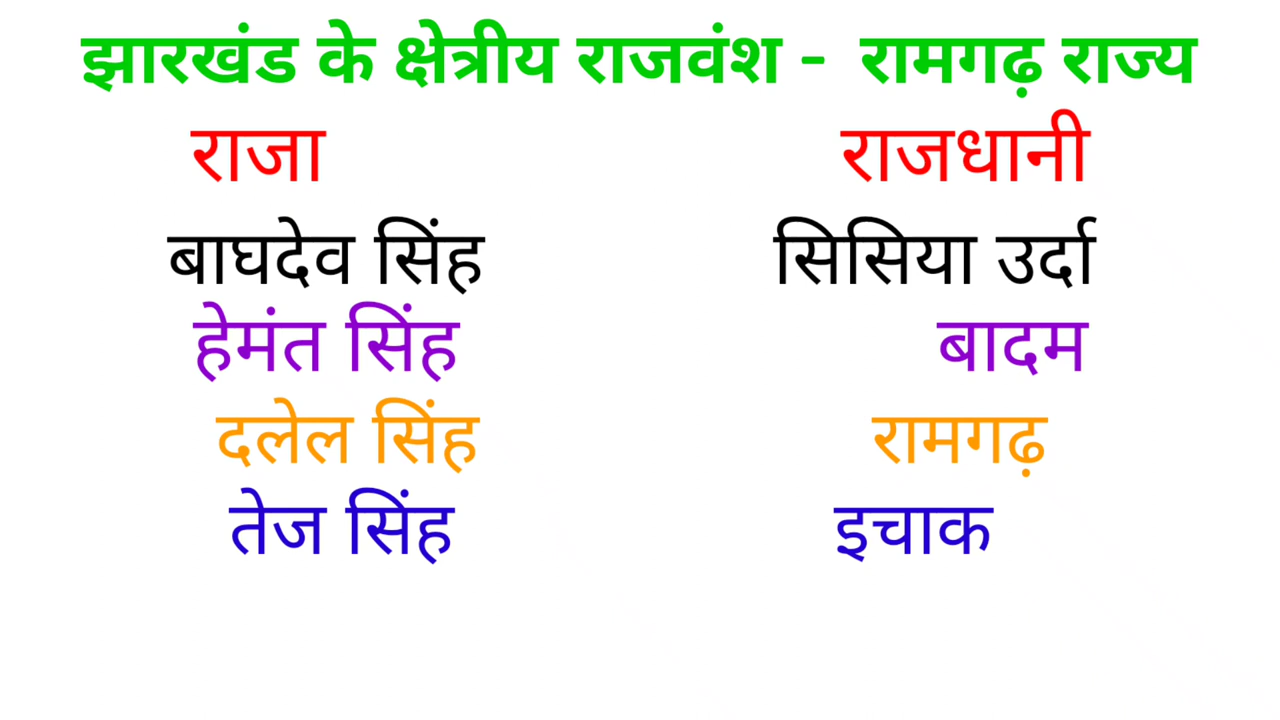 झारखंड के क्षेत्रीय राजवंश - रामगढ़ राज्य
राजा राजधानी
बाघदेव सिंह सिसिया उर्दा
हेमंत सिंह बादम
दलेल सिंह रामगढ़
तेज सिंह इचाक